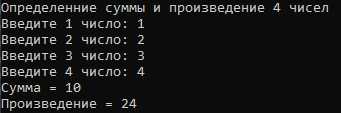 Определенние суммы и произведение 4 чисел
Введите 1 число: 1
Введите 2 число: 2
Введите 3 число: 3
Введите 4 число: 4
Сумма = 10
Произведение = 24